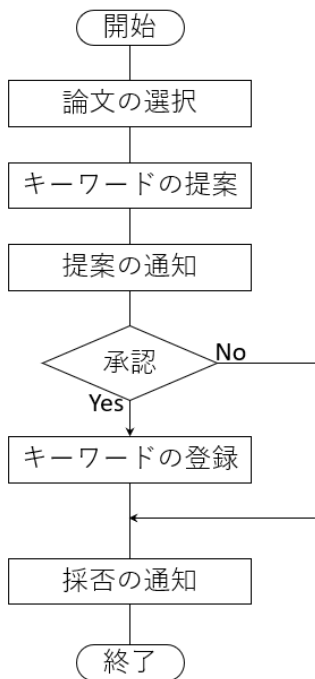 開始
論文の選択
キーワードの提案
提案の通知
承認
No
Yes
キーワードの登録
採否の通知
終了